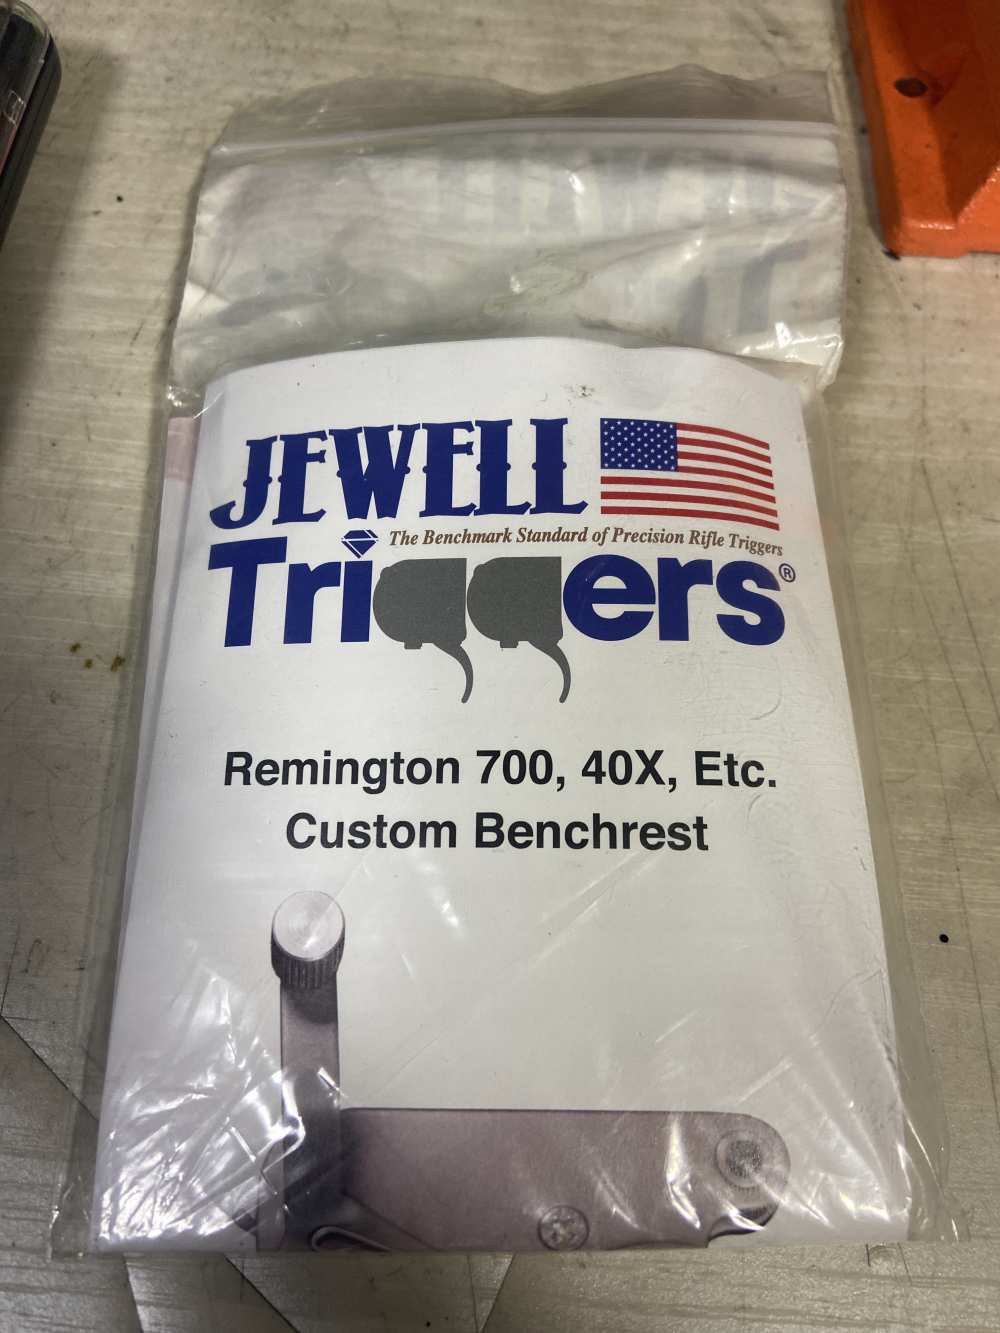 JEWELL
The Benchmark Standard of Precision Rifle Triggers
Triggers®
Remington 700, 40X, Etc.
Custom Benchrest